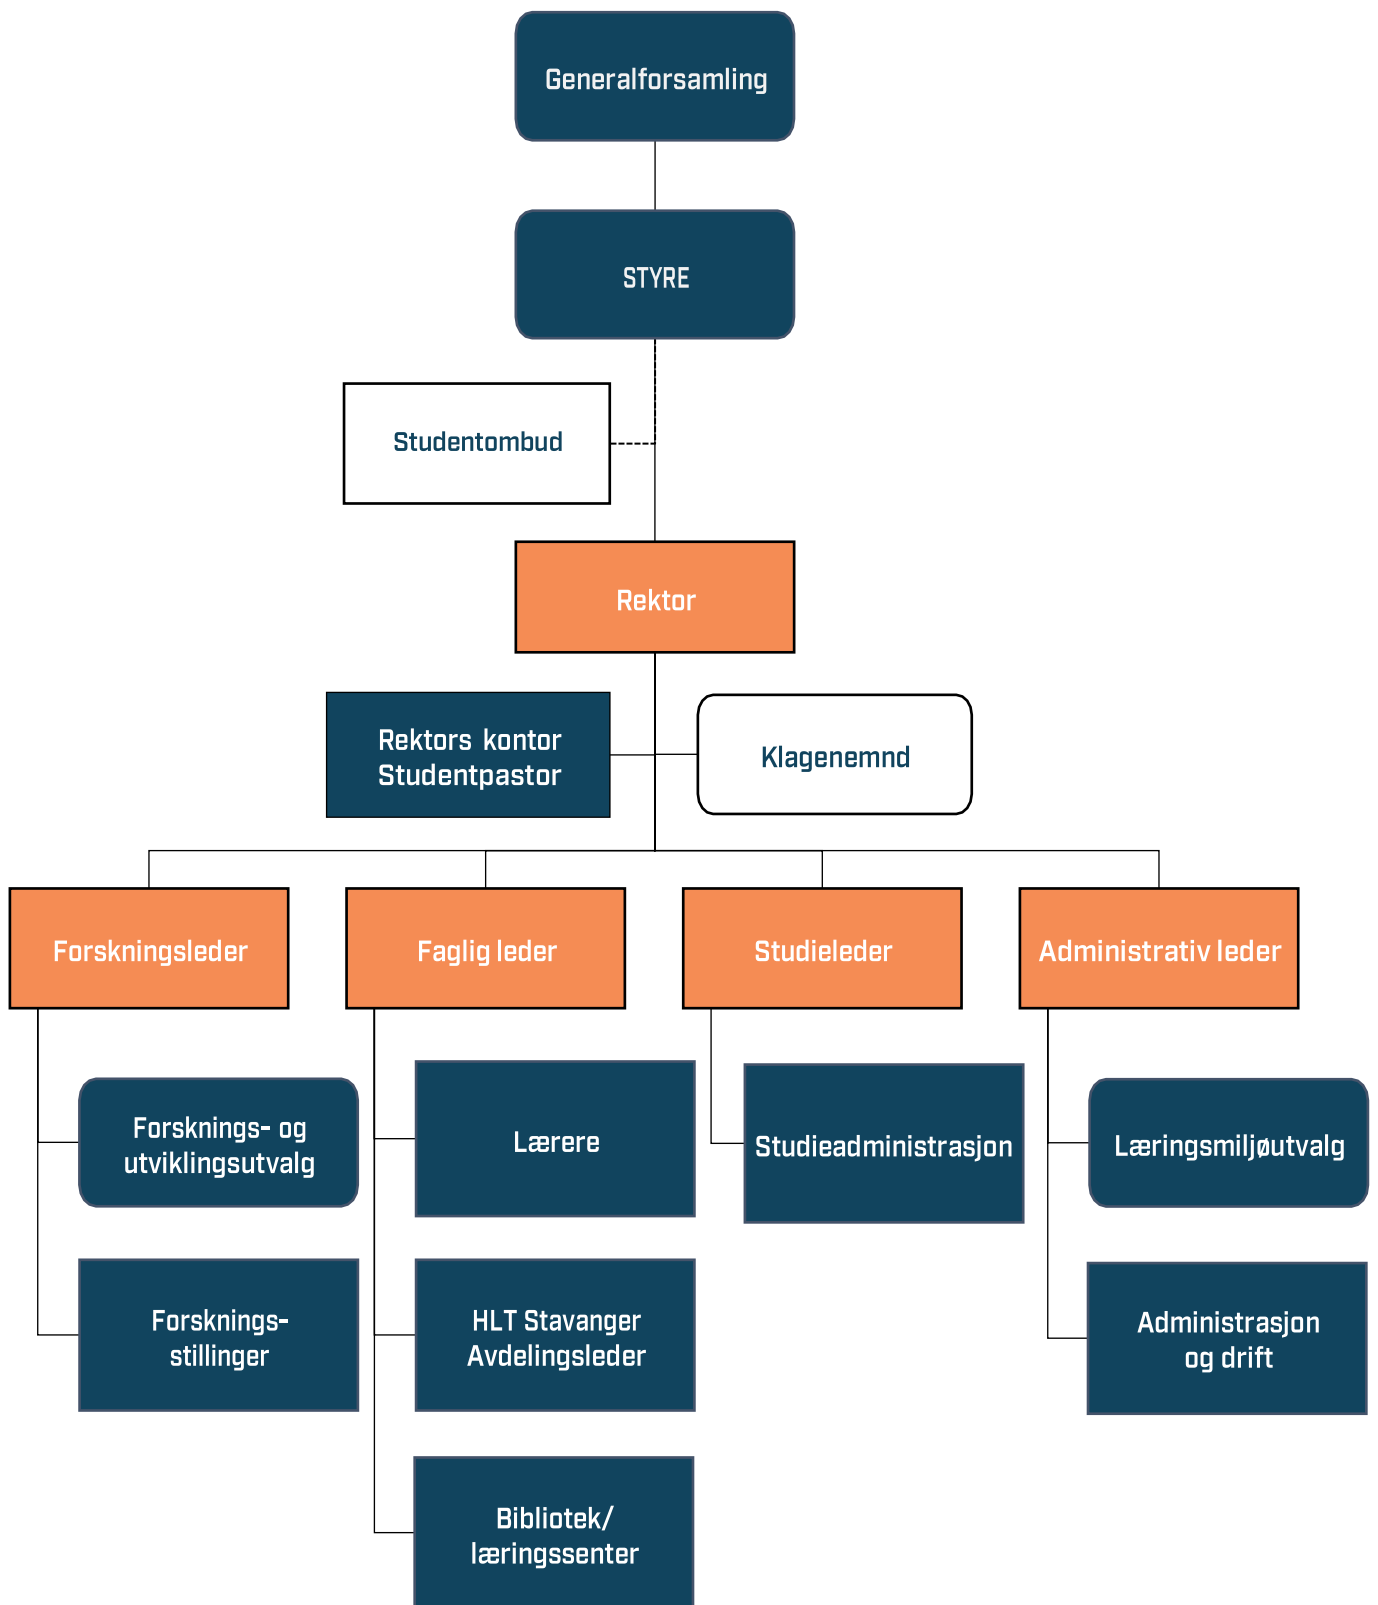 Generalforsamling
STYRE
Studentombud
Rektor
Rektors kontor
Studentpastor
Klagenemnd
Forskningsleder
Faglig leder
Studieleder
Administrativ leder
Forsknings- og
utviklingsutvalg
Lærere
Studieadministrasjon
Læringsmiljøutvalg
Forsknings-
stillinger
HLT Stavanger
Avdelingsleder
Administrasjon
og drift
Bibliotek/
læringssenter